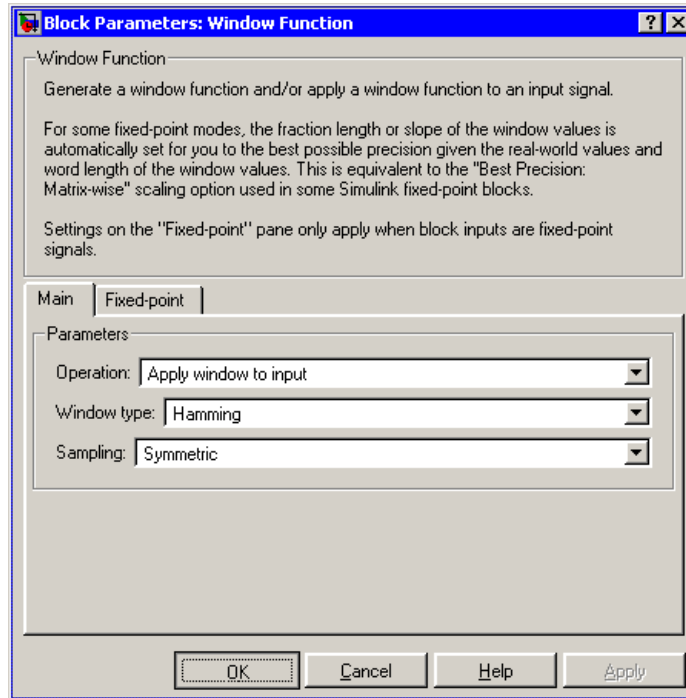 Block Parameters: Window Function
Window Function
Generate a window function and/or apply a window function to an input signal.
For some fixed-point modes, the fraction length or slope of the window values is
automatically set for you to the best possible precision given the real-world values and
word length of the window values. This is equivalent to the "Best Precision:
Matrix-wise" scaling option used in some Simulink fixed-point blocks.
Settings on the "Fixed-point" pane only apply when block inputs are fixed-point
signals.
Main Fixed-point
Parameters
Operation: Apply window to input
Window type: Hamming
Sampling: Symmetric
OK Cancel Help Apply